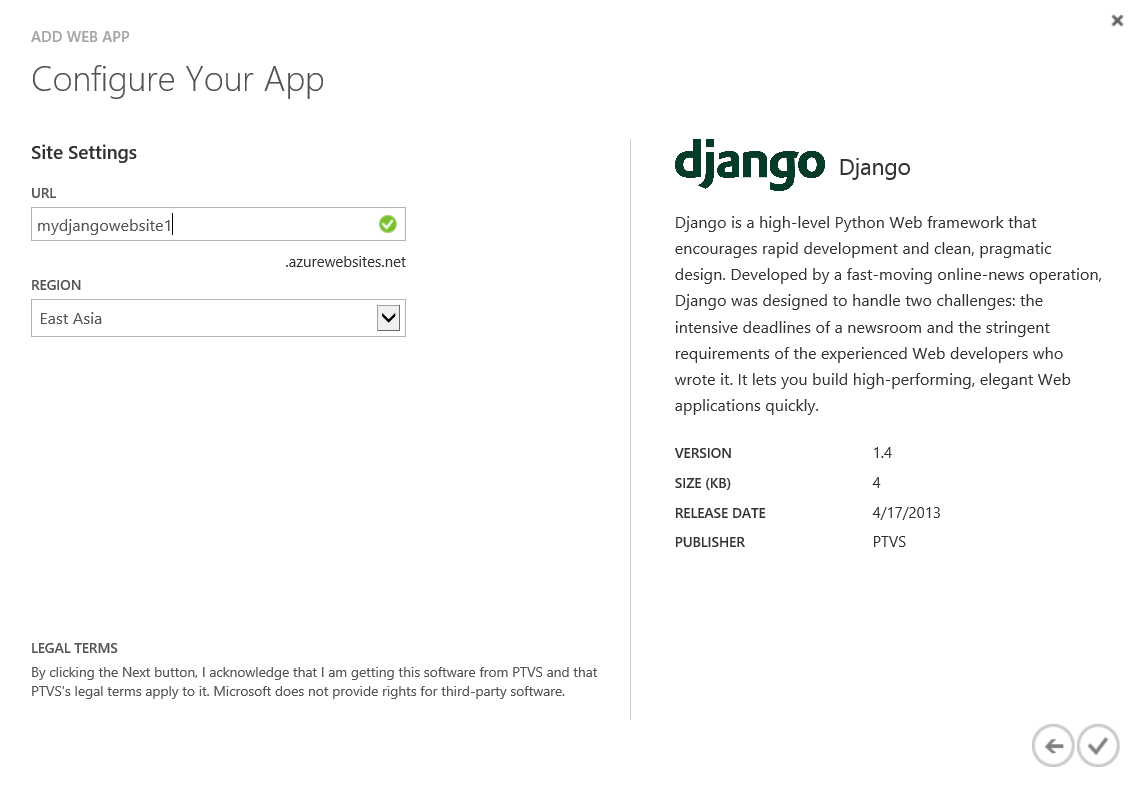 ADD WEB APP
Configure Your App
Site Settings
URL
mydjangowebsite1
.azurewebsites.net
REGION
East Asia
LEGAL TERMS
By clicking the Next button, I acknowledge that I am getting this software from PTVS and that
PTVS's legal terms apply to it. Microsoft does not provide rights for third-party software.
django Django
Django is a high-level Python Web framework that
encourages rapid development and clean, pragmatic
design. Developed by a fast-moving online-news operation,
Django was designed to handle two challenges: the
intensive deadlines of a newsroom and the stringent
requirements of the experienced Web developers who
wrote it. It lets you build high-performing, elegant Web
applications quickly.
VERSION 1.4
SIZE (KB) 4
RELEASE DATE 4/17/2013
PUBLISHER PTVS